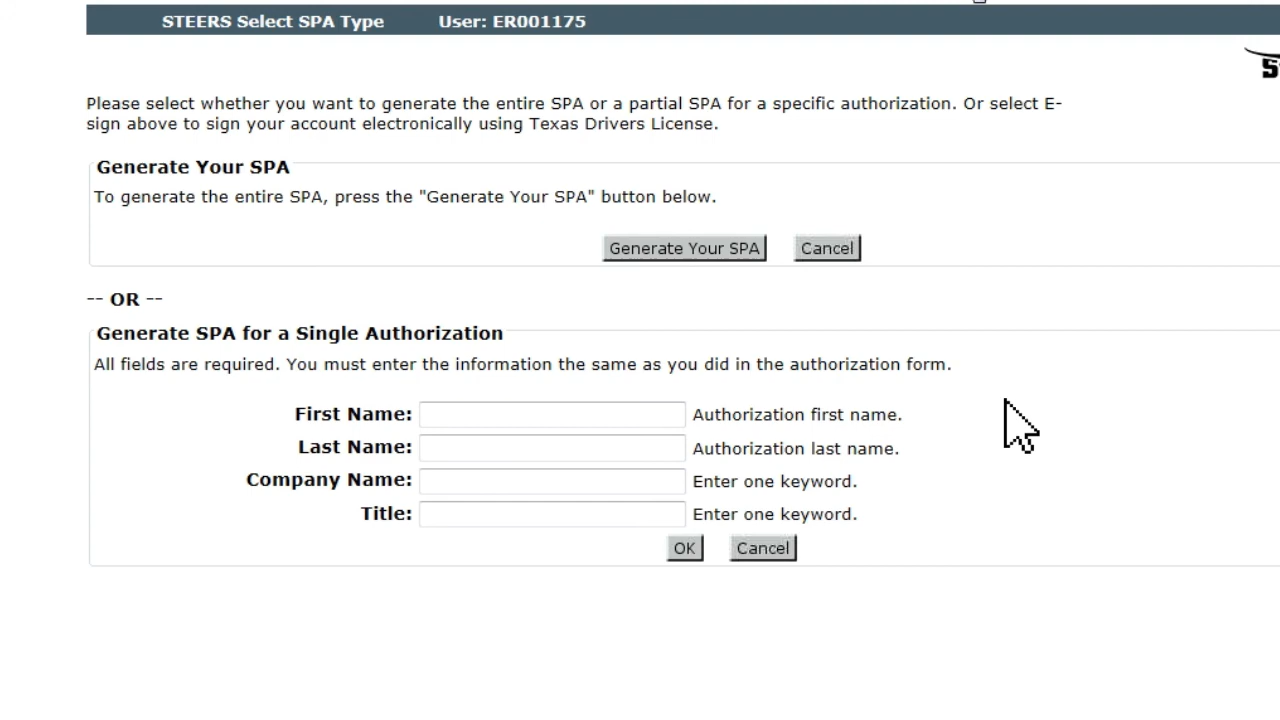 STEERS Select SPA Type User: ER001175
Please select whether you want to generate the entire SPA or a partial SPA for a specific authorization. Or select E-
sign above to sign your account electronically using Texas Drivers License.
Generate Your SPA
To generate the entire SPA, press the "Generate Your SPA" button below.
Generate Your SPA Cancel
-- OR --
Generate SPA for a Single Authorization
All fields are required. You must enter the information the same as you did in the authorization form.
First Name: Authorization first name.
Last Name: Authorization last name.
Company Name: Enter one keyword.
Title: Enter one keyword.
OK Cancel